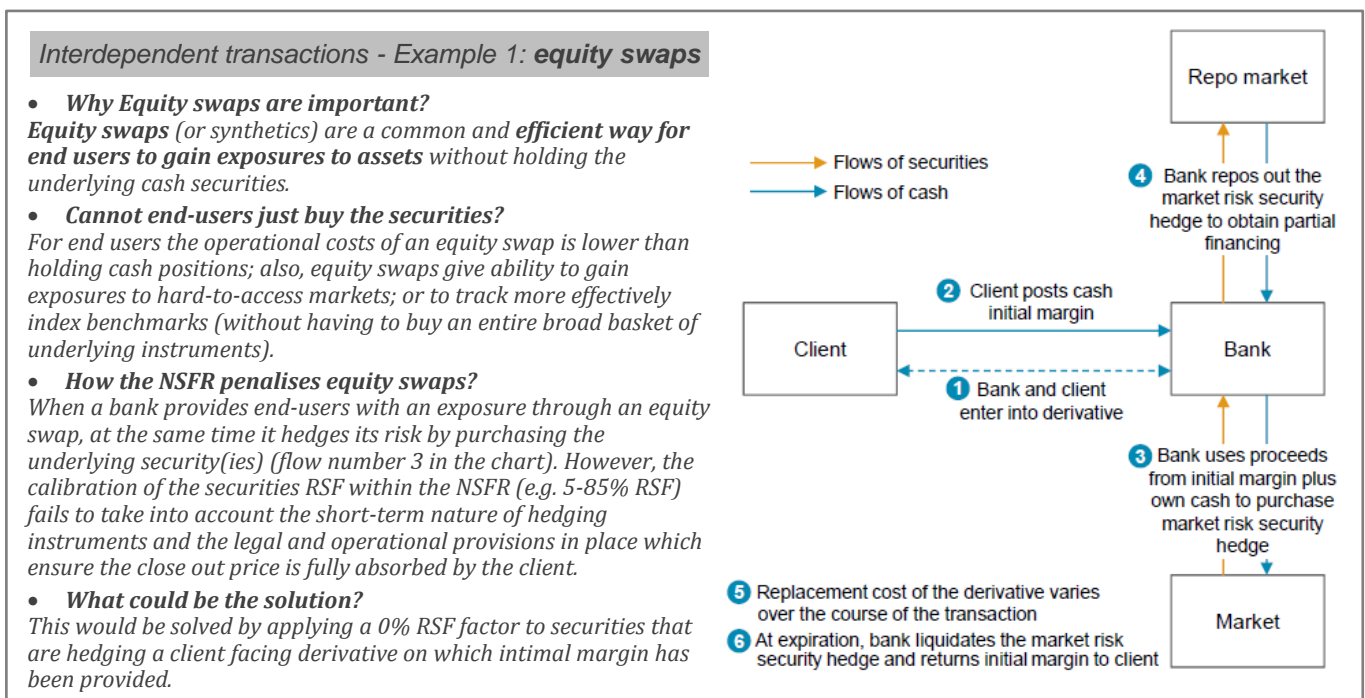 Interdependent transactions - Example 1: equity swaps
• Why Equity swaps are important?
Equity swaps (or synthetics) are a common and efficient way for
end users to gain exposures to assets without holding the
underlying cash securities.
• Cannot end-users just buy the securities?
For end users the operational costs of an equity swap is lower than
holding cash positions; also, equity swaps give ability to gain
exposures to hard-to-access markets; or to track more effectively
index benchmarks (without having to buy an entire broad basket of
underlying instruments).
• How the NSFR penalises equity swaps?
When a bank provides end-users with an exposure through an equity
swap, at the same time it hedges its risk by purchasing the
underlying security(ies) (flow number 3 in the chart). However, the
calibration of the securities RSF within the NSFR (e.g. 5-85% RSF)
fails to take into account the short-term nature of hedging
instruments and the legal and operational provisions in place which
ensure the close out price is fully absorbed by the client.
• What could be the solution?
This would be solved by applying a 0% RSF factor to securities that
are hedging a client facing derivative on which intimal margin has
been provided.
Repo market
Flows of securities
Flows of cash
4 Bank repos out the
market risk security
hedge to obtain partial
financing
2 Client posts cash
initial margin
Client
Bank
1 Bank and client
enter into derivative
3 Bank uses proceeds
from initial margin plus
own cash to purchase
market risk security
hedge
5 Replacement cost of the derivative varies
over the course of the transaction
6 At expiration, bank liquidates the market risk
security hedge and returns initial margin to client
Market